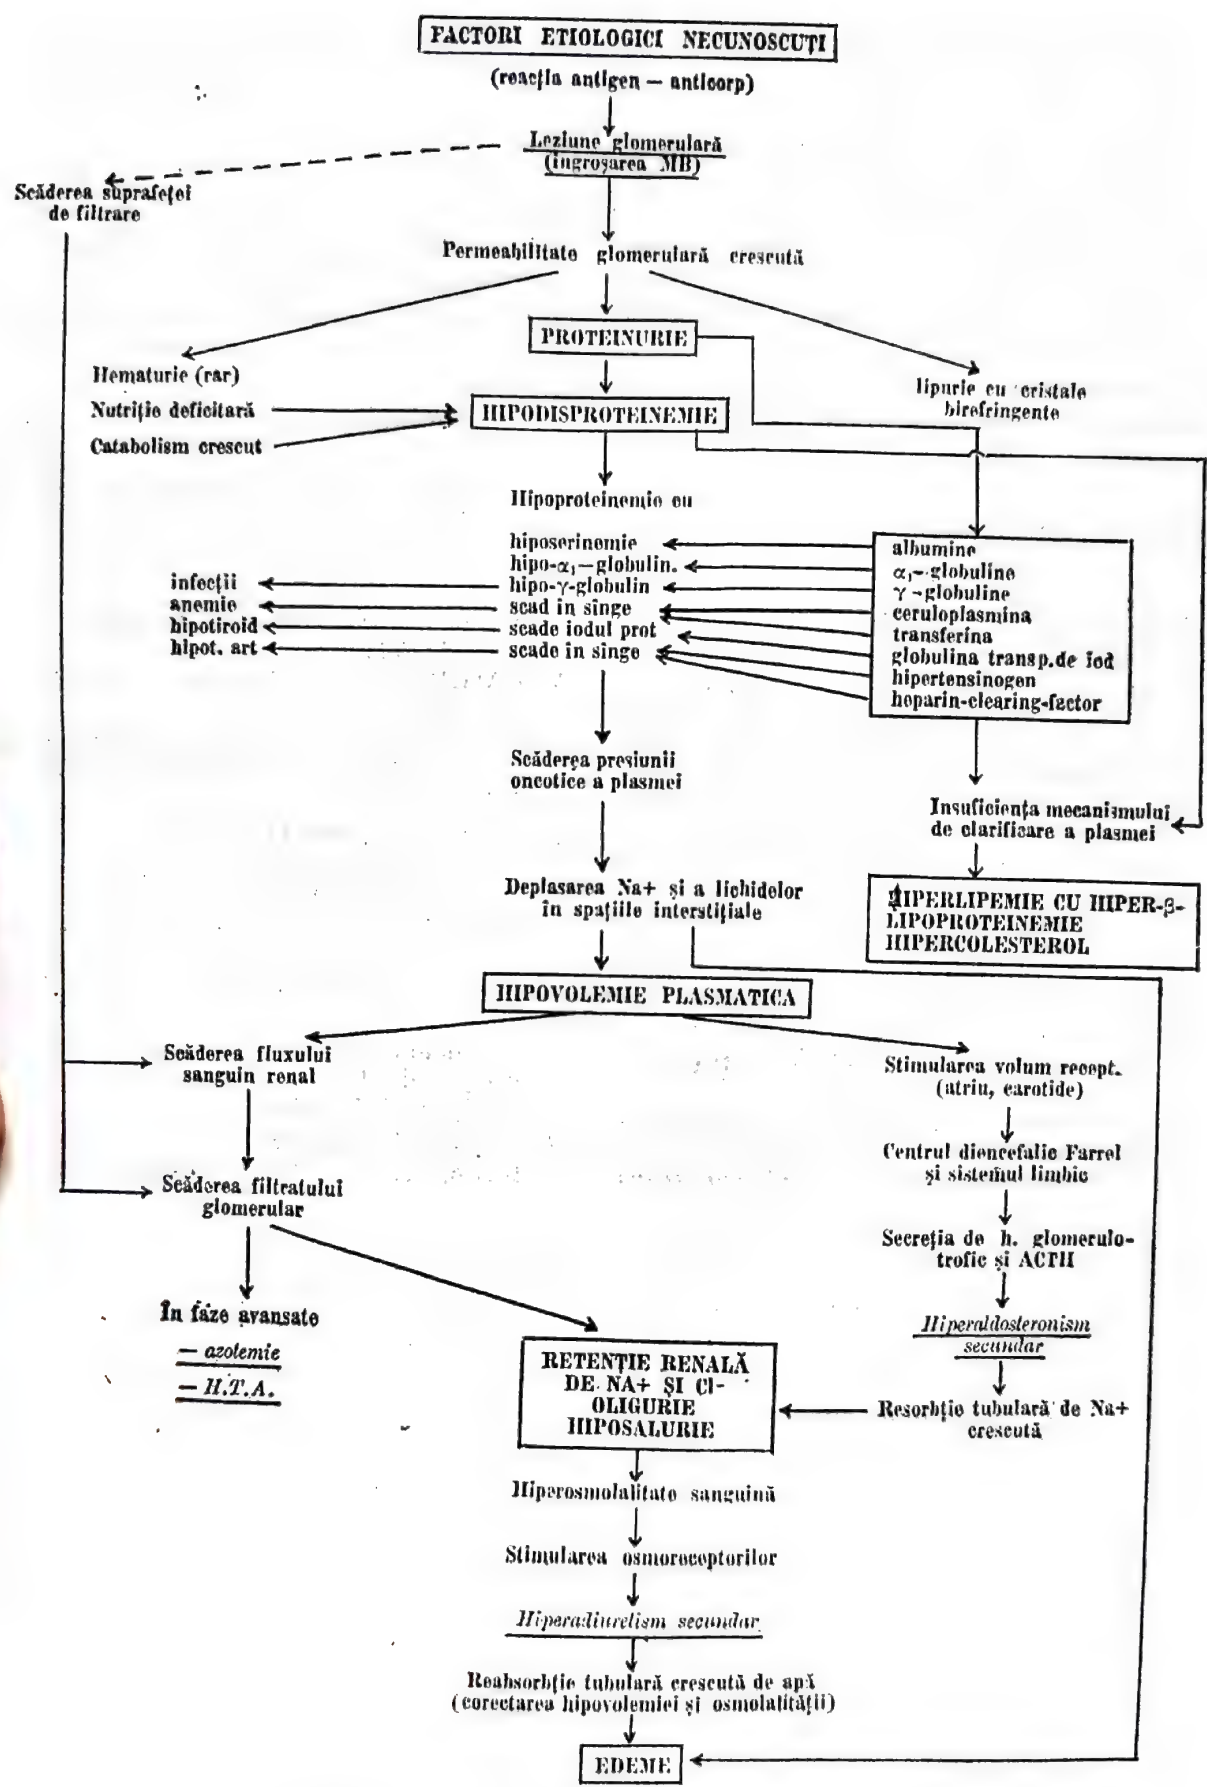 FACTORI ETIOLOGICI NECUNOSCUȚI
(reacția antigen — anticorp)
Leziune glomerulară
(îngroșarea MB)
Scăderea suprafeței
de filtrare
Permeabilitate glomerulară crescută
PROTEINURIE
Hematurie (rar)
lipurie cu cristale
birefringente
Nutriție deficitară
HIPODISPROTEINEMIE
Catabolism crescut
Hipoproteinemie cu
hiposerinemie
hipo-α₁—globulin.
hipo-γ-globulin
scad in sînge
scade iodul prot
scade in sînge
infecții
anemie
hipotiroid
hipot. art
albumine
α₁-globuline
γ-globuline
ceruloplasmina
transferina
globulina transp.de iod
hipertensinogen
heparin-clearing-factor
Scăderea presiunii
oncotice a plasmei
Insuficiența mecanismului
de clarificare a plasmei
Deplasarea Na+ și a lichidelor
în spațiile interstițiale
HIPERLIPEMIE CU HIPER-β-
LIPOPROTEINEMIE
HIPERCOLESTEROL
HIPOVOLEMIE PLASMATICA
Scăderea fluxului
sanguin renal
Stimularea volum recept.
(atriu, carotide)
Centrul diencefalic Farrel
și sistemul limbic
Scăderea filtratului
glomerular
Secreția de h. glomerulo-
trofic și ACTH
În faze avansate
— azotemie
— H.T.A.
Hiperaldosteronism
secundar
RETENȚIE RENALĂ
DE NA+ ȘI Cl-
OLIGURIE
HIPOSALURIE
Resorbție tubulară de Na+
crescută
Hiperosmolalitate sanguină
Stimularea osmoreceptorilor
Hiperadiuretism secundar
Reabsorbție tubulară crescută de apă
(corectarea hipovolemiei și osmolalității)
EDEME